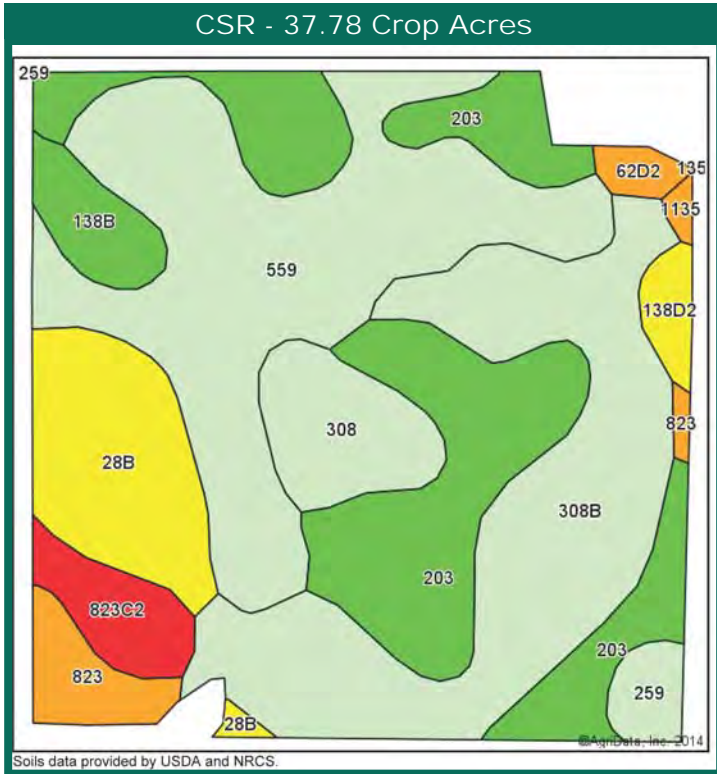 CSR - 37.78 Crop Acres
259
203
62D2
135
1135
138B
559
138D2
308
823
28B
308B
203
823C2
203
823
259
28B
©AgriData, Inc. 2014
Soils data provided by USDA and NRCS.